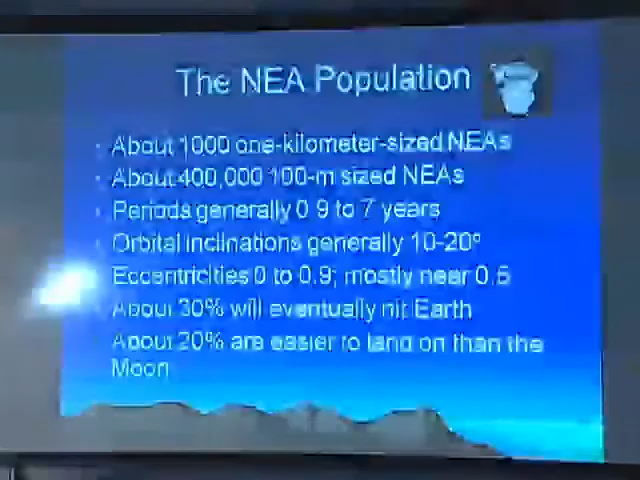 The NEA Population
About 1000 one-kilometer-sized NEAs
About 400,000 100-m sized NEAs
Periods generally 0.9 to 7 years
Orbital inclinations generally 10-20°
Eccentricities 0 to 0.9; mostly near 0.5
About 30% will eventually hit Earth
About 20% are easier to land on than the
Moon